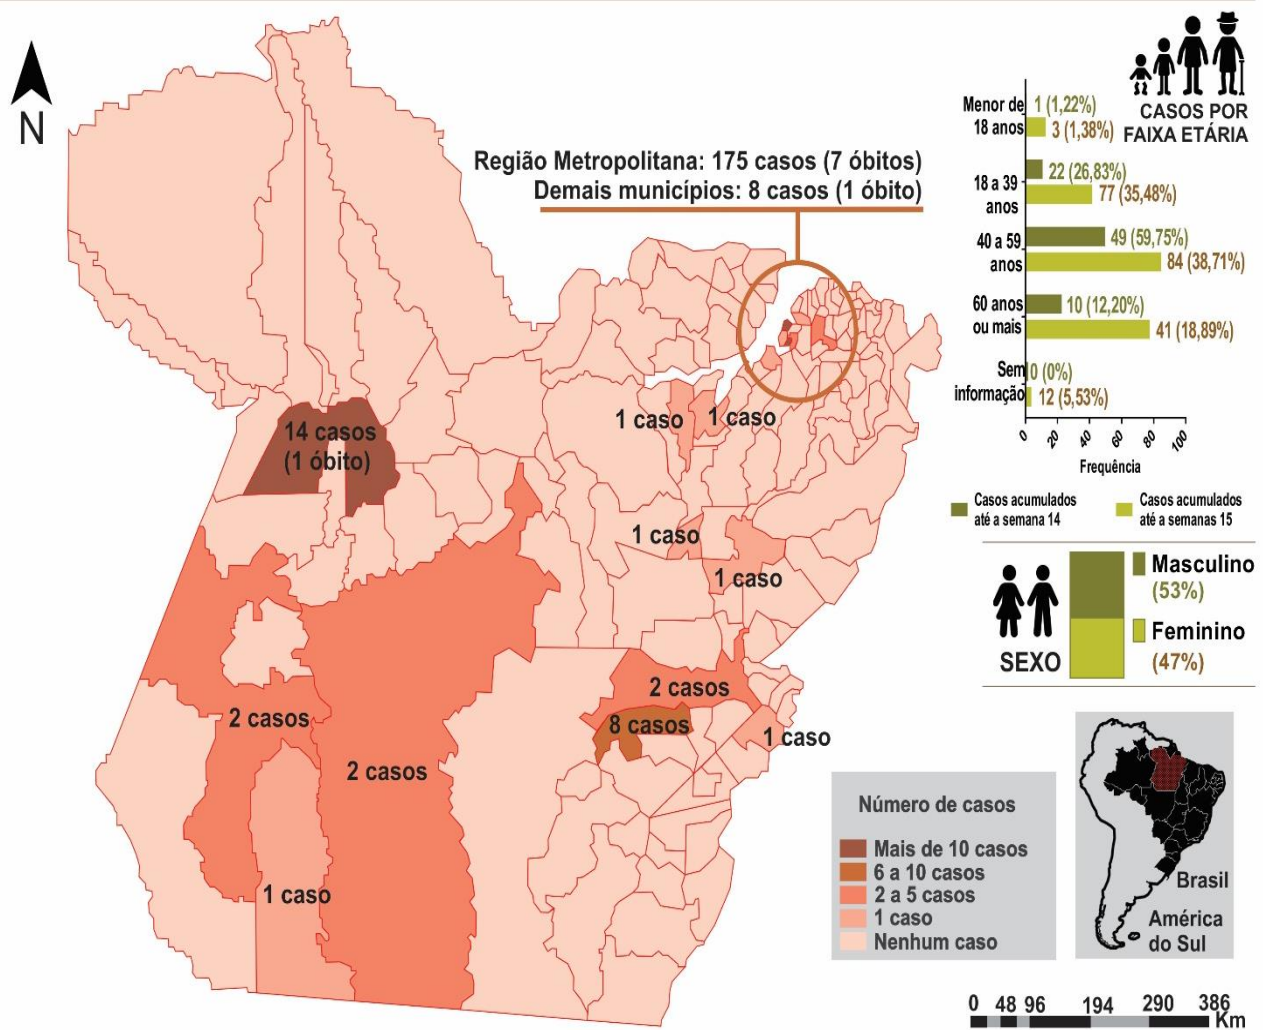 N
Região Metropolitana: 175 casos (7 óbitos)
Demais municípios: 8 casos (1 óbito)
14 casos
(1 óbito)
1 caso
1 caso
1 caso
1 caso
2 casos
8 casos
1 caso
2 casos
2 casos
1 caso
CASOS POR
FAIXA ETÁRIA
Menor de
18 anos
1 (1,22%)
3 (1,38%)
18 a 39
anos
22 (26,83%)
77 (35,48%)
40 a 59
anos
49 (59,75%)
84 (38,71%)
60 anos
ou mais
10 (12,20%)
41 (18,89%)
Sem
informação
0 (0%)
12 (5,53%)
0 20 40 60 80 100
Frequência
Casos acumulados
até a semana 14
Casos acumulados
até a semanas 15
SEXO
Masculino
(53%)
Feminino
(47%)
Número de casos
Mais de 10 casos
6 a 10 casos
2 a 5 casos
1 caso
Nenhum caso
Brasil
América
do Sul
0 48 96 194 290 386
Km